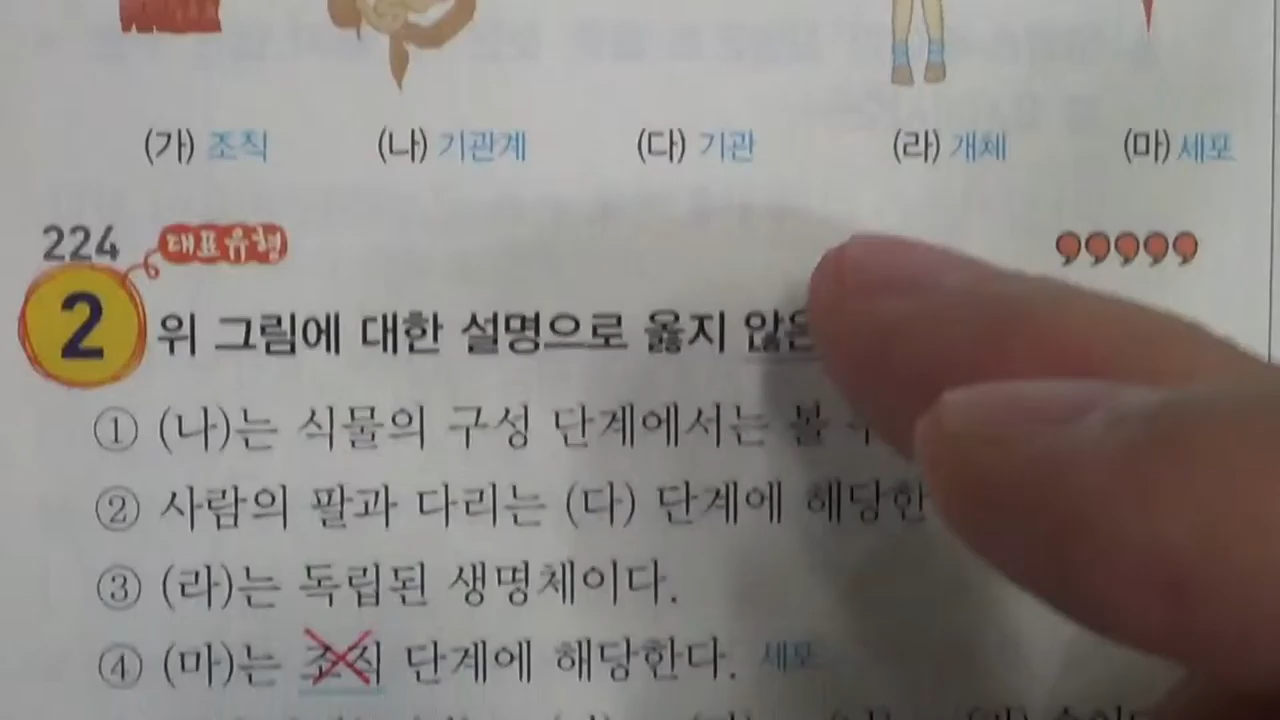 (가) 조직 (나) 기관계 (다) 기관 (라) 개체 (마) 세포
224 대표유형
2 위 그림에 대한 설명으로 옳지 않은
① (나)는 식물의 구성 단계에서는 볼
② 사람의 팔과 다리는 (다) 단계에 해당한
③ (라)는 독립된 생명체이다.
④ (마)는 조직 단계에 해당한다. 세포